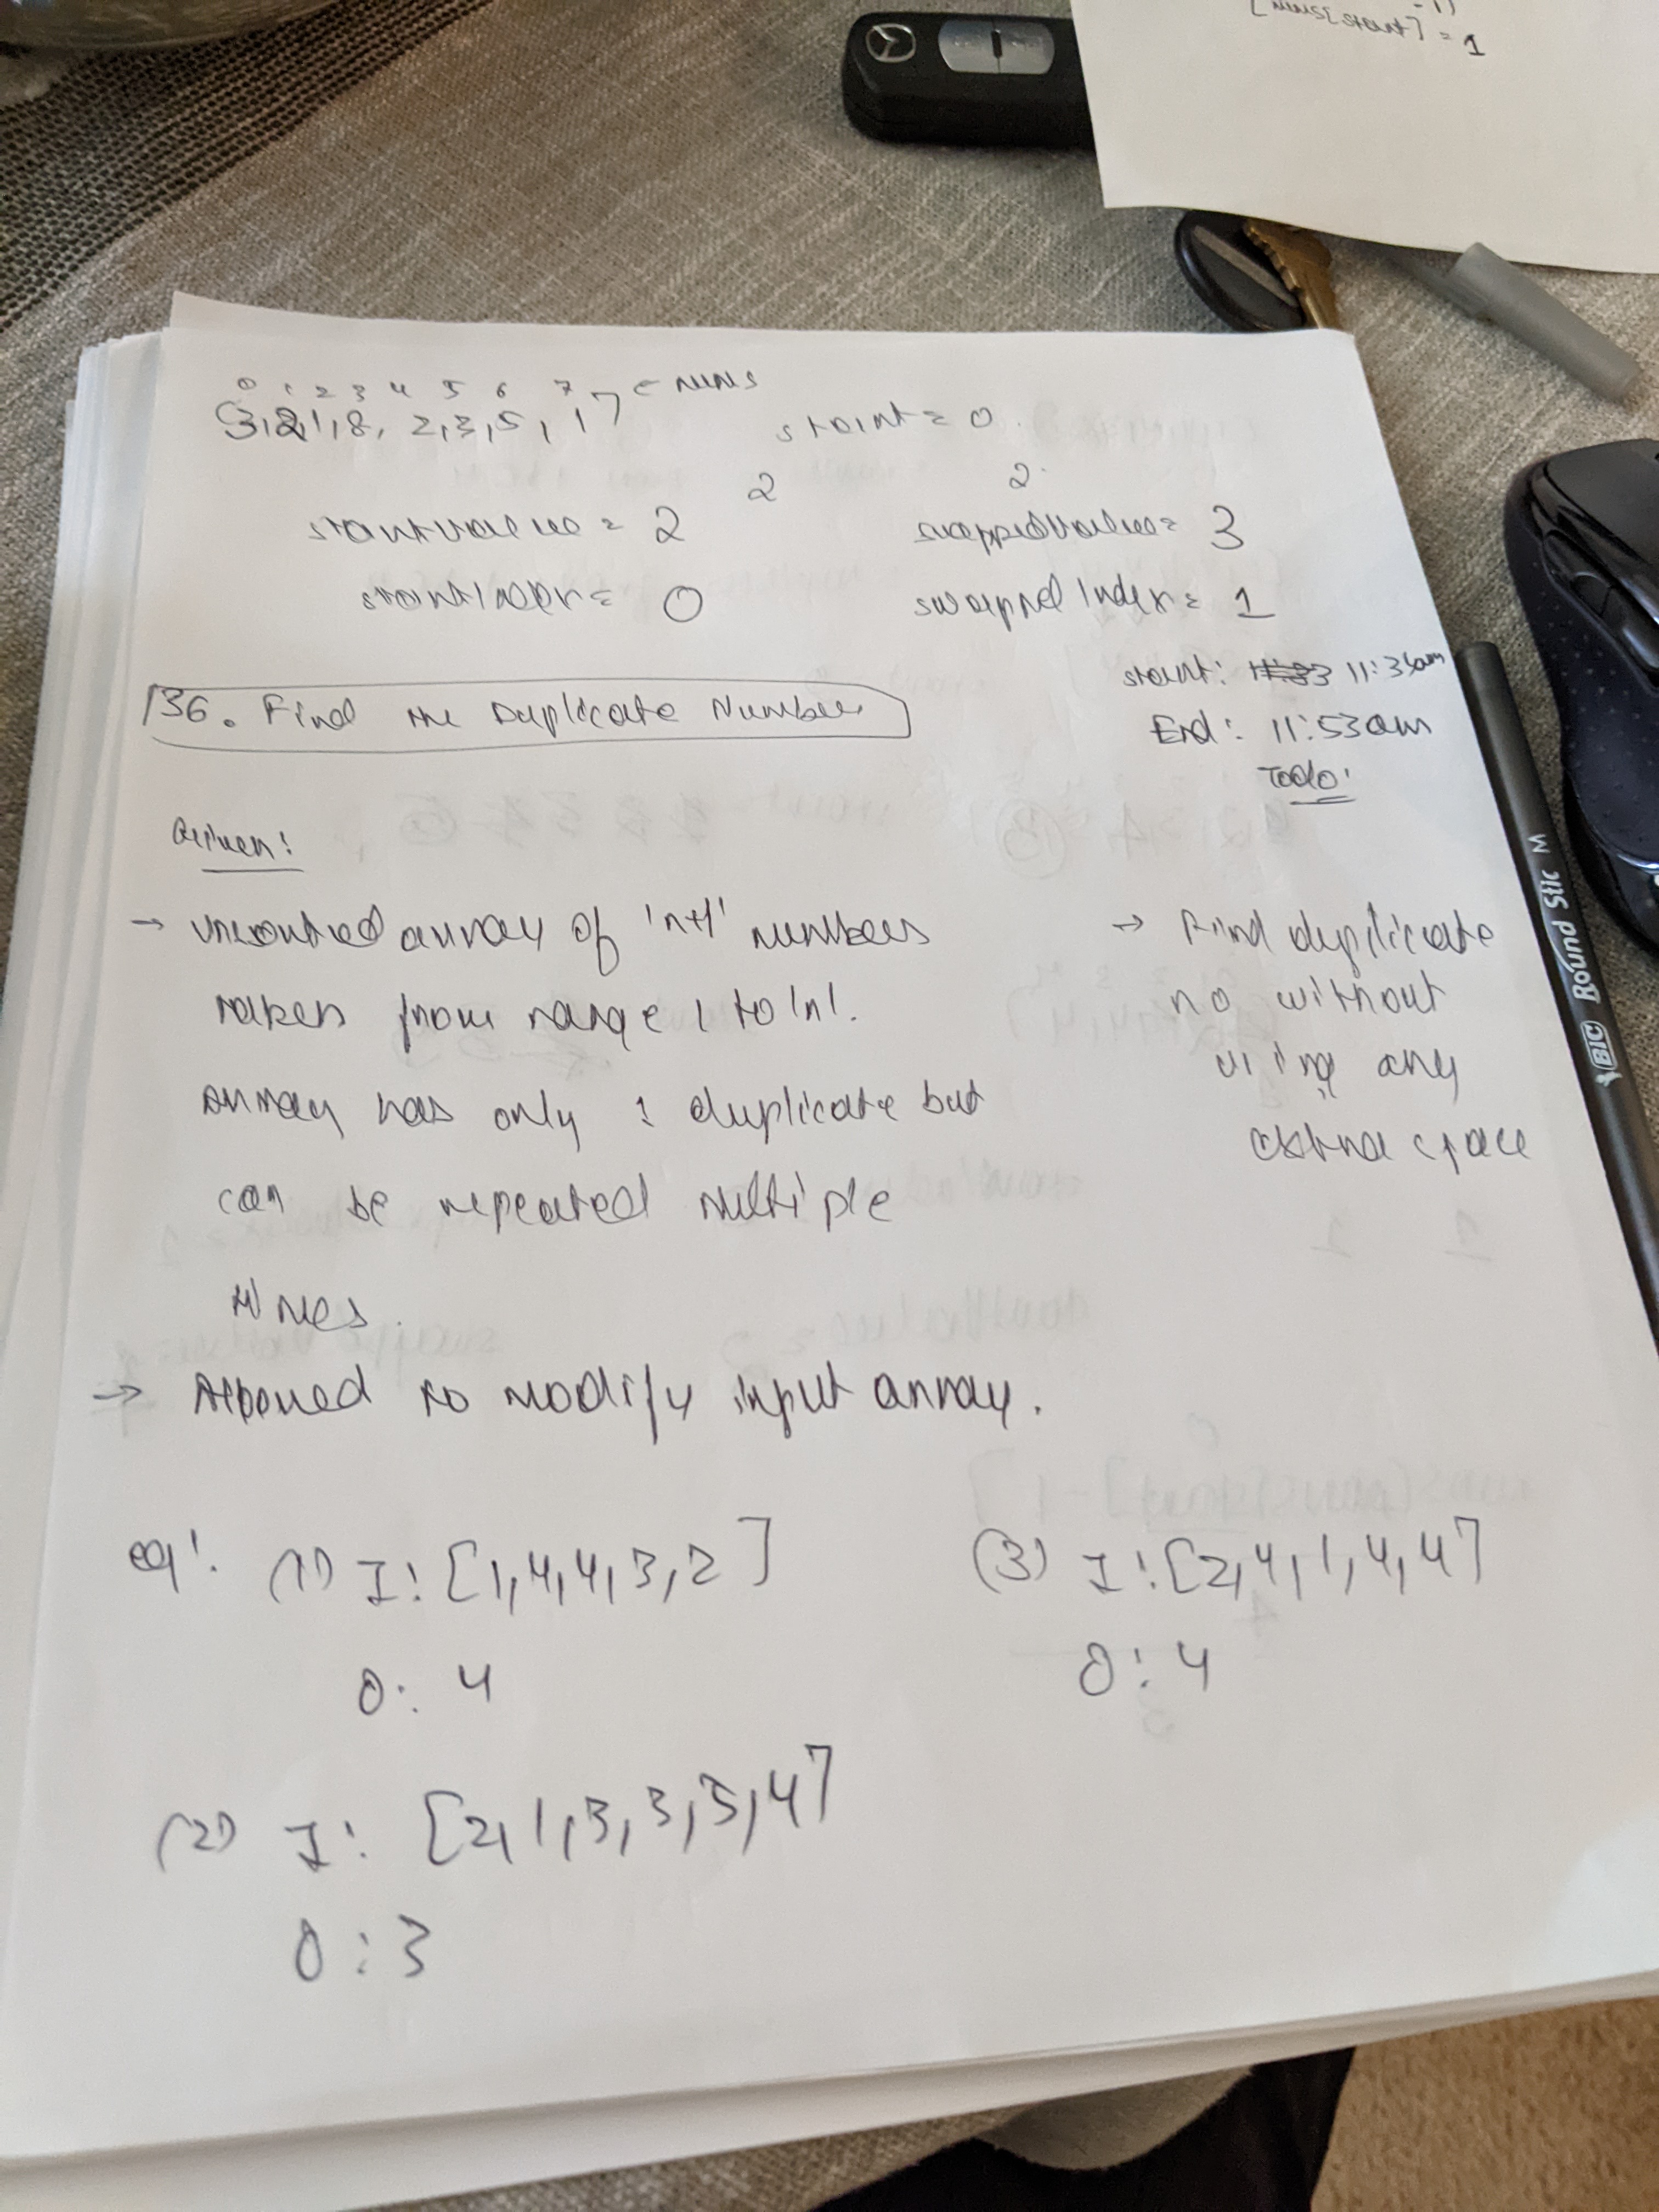 nums[start] = 1
0 1 2 3 4 5 6 7 ← nums
[3,2,1,8, 2,3,5,1]
start = 0.
2 2
startvalue = 2
swappedvalue = 3
startIndex = 0
swapped Index = 1
start: 11:36am
End: 11:53am
136. Find the Duplicate Number
Todo:
Given:
→ unsorted array of 'n+1' numbers
taken from range 1 to 'n'.
array has only 1 duplicate but
can be repeated multiple
times.
→ Find duplicate
no without
using any
extra space
→ Allowed to modify input array.
eg: (1) I: [1,4,4,3,2]
O: 4
(3) I: [2,4,1,4,4]
O: 4
(2) I: [2,1,3,3,5,4]
O: 3
BIC Round Stic M